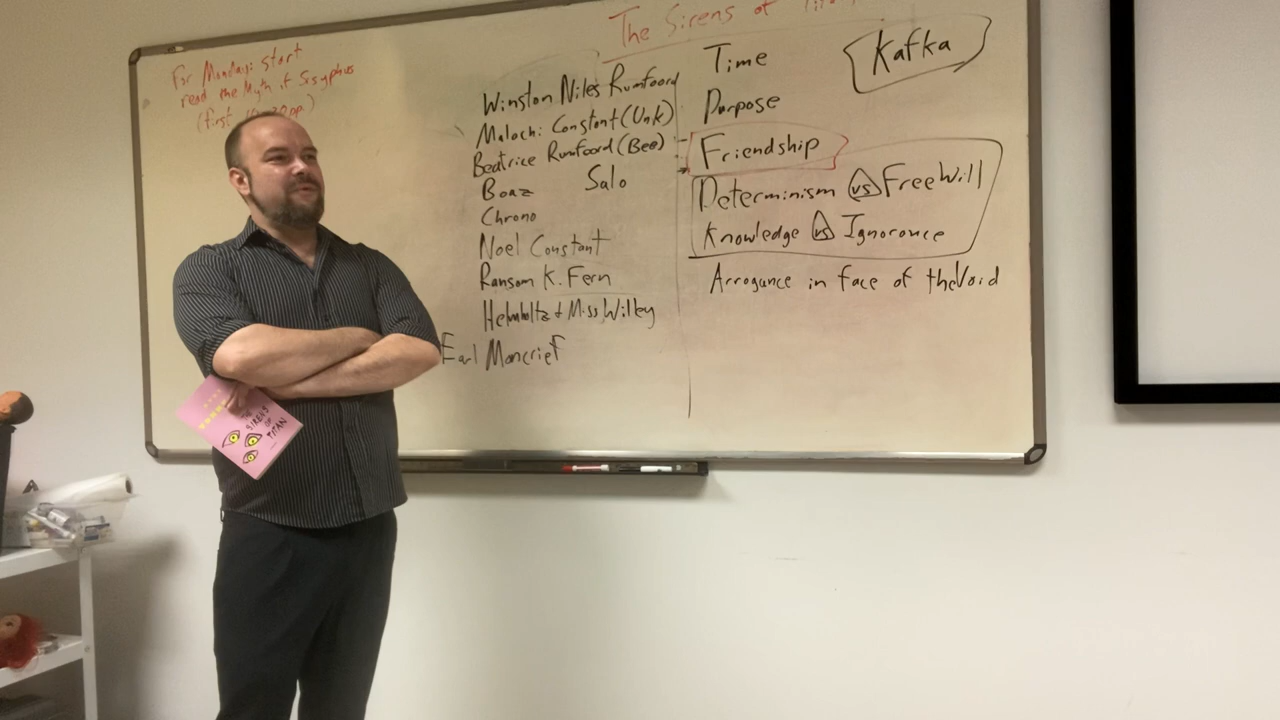 The Sirens of
For Monday: start
read the Myth of Sisyphus
(first
Winston Niles Rumfoord
Malachi Constant (Unk)
Beatrice Rumfoord (Bee)
Boaz
Salo
Chrono
Noel Constant
Ransom K. Fern
Helmholtz + Miss Wiley
Earl Moncrief
Time
Kafka
Purpose
Friendship
Determinism vs Free Will
Knowledge vs Ignorance
Arrogance in face of the Void
THE
SIRENS
OF
TITAN